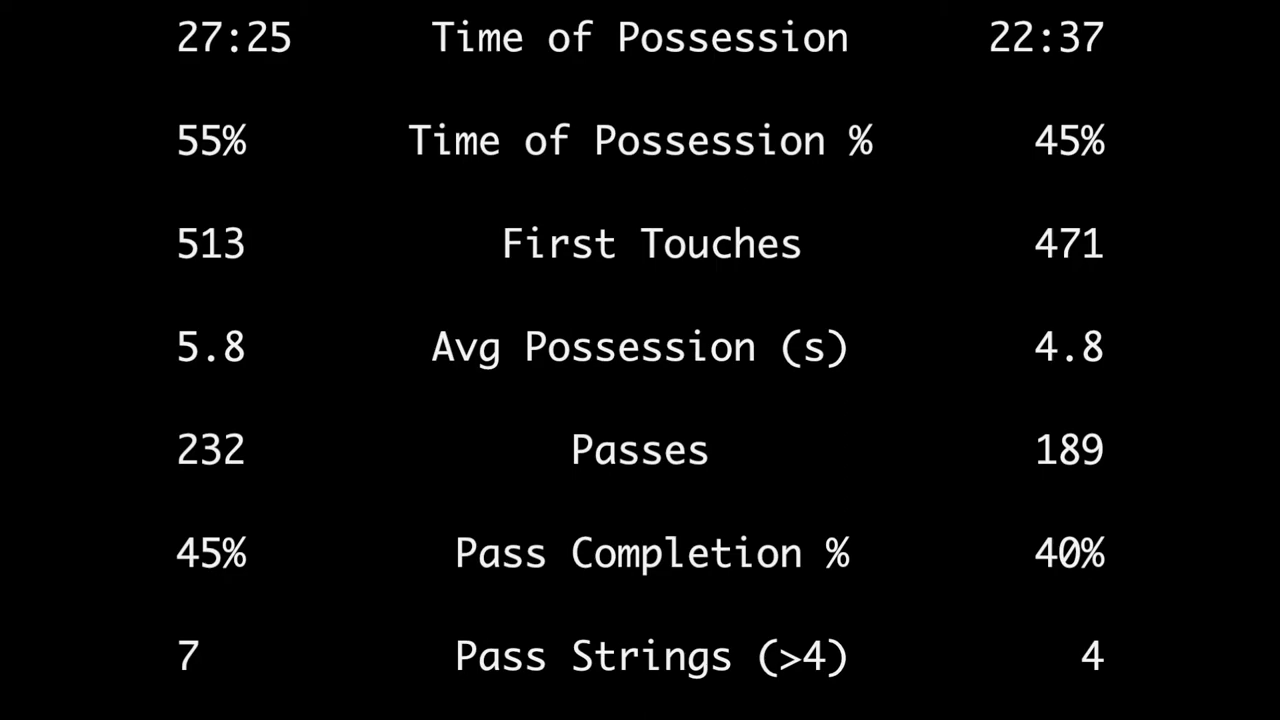 27:25 Time of Possession 22:37
55% Time of Possession % 45%
513 First Touches 471
5.8 Avg Possession (s) 4.8
232 Passes 189
45% Pass Completion % 40%
7 Pass Strings (>4) 4